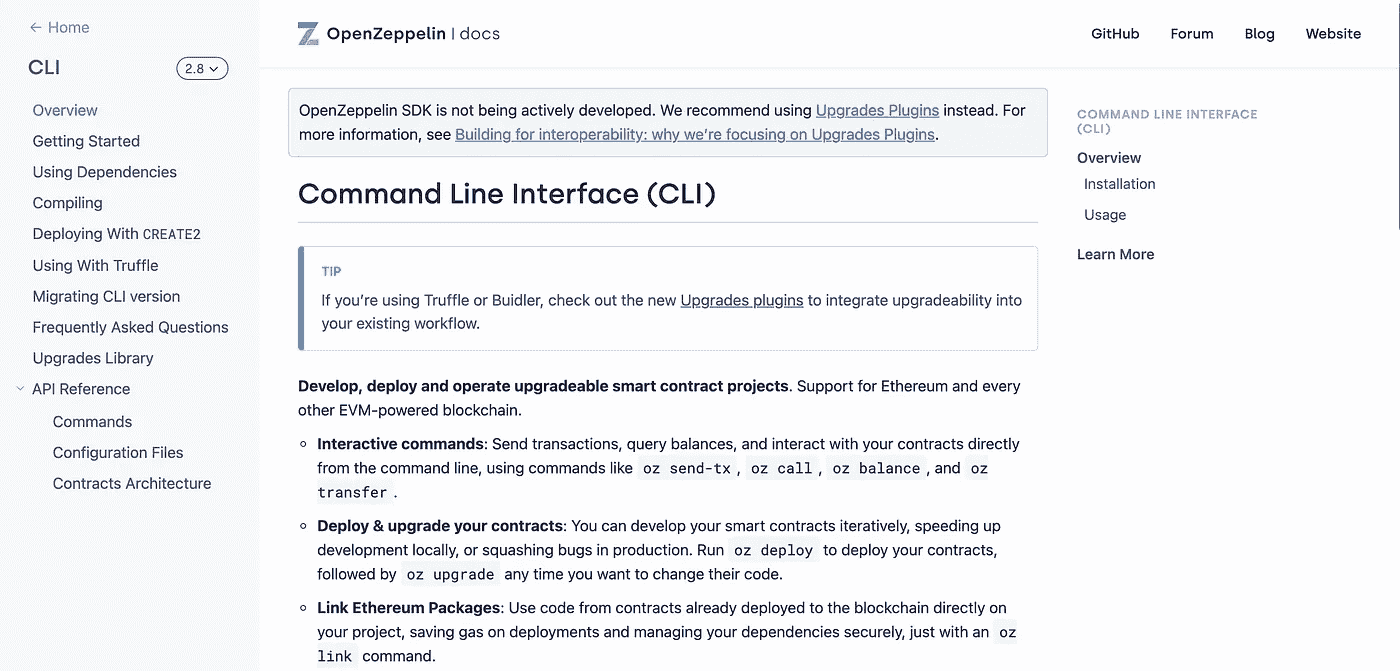 ← Home
CLI
2.8
Overview
Getting Started
Using Dependencies
Compiling
Deploying With CREATE2
Using With Truffle
Migrating CLI version
Frequently Asked Questions
Upgrades Library
API Reference
Commands
Configuration Files
Contracts Architecture
OpenZeppelin | docs
GitHub
Forum
Blog
Website
OpenZeppelin SDK is not being actively developed. We recommend using Upgrades Plugins instead. For
more information, see Building for interoperability: why we’re focusing on Upgrades Plugins.
Command Line Interface (CLI)
TIP
If you’re using Truffle or Buidler, check out the new Upgrades plugins to integrate upgradeability into
your existing workflow.
Develop, deploy and operate upgradeable smart contract projects. Support for Ethereum and every
other EVM-powered blockchain.
Interactive commands: Send transactions, query balances, and interact with your contracts directly
from the command line, using commands like oz send-tx , oz call , oz balance , and oz
transfer .
Deploy & upgrade your contracts: You can develop your smart contracts iteratively, speeding up
development locally, or squashing bugs in production. Run oz deploy to deploy your contracts,
followed by oz upgrade any time you want to change their code.
Link Ethereum Packages: Use code from contracts already deployed to the blockchain directly on
your project, saving gas on deployments and managing your dependencies securely, just with an oz
link command.
COMMAND LINE INTERFACE
(CLI)
Overview
Installation
Usage
Learn More